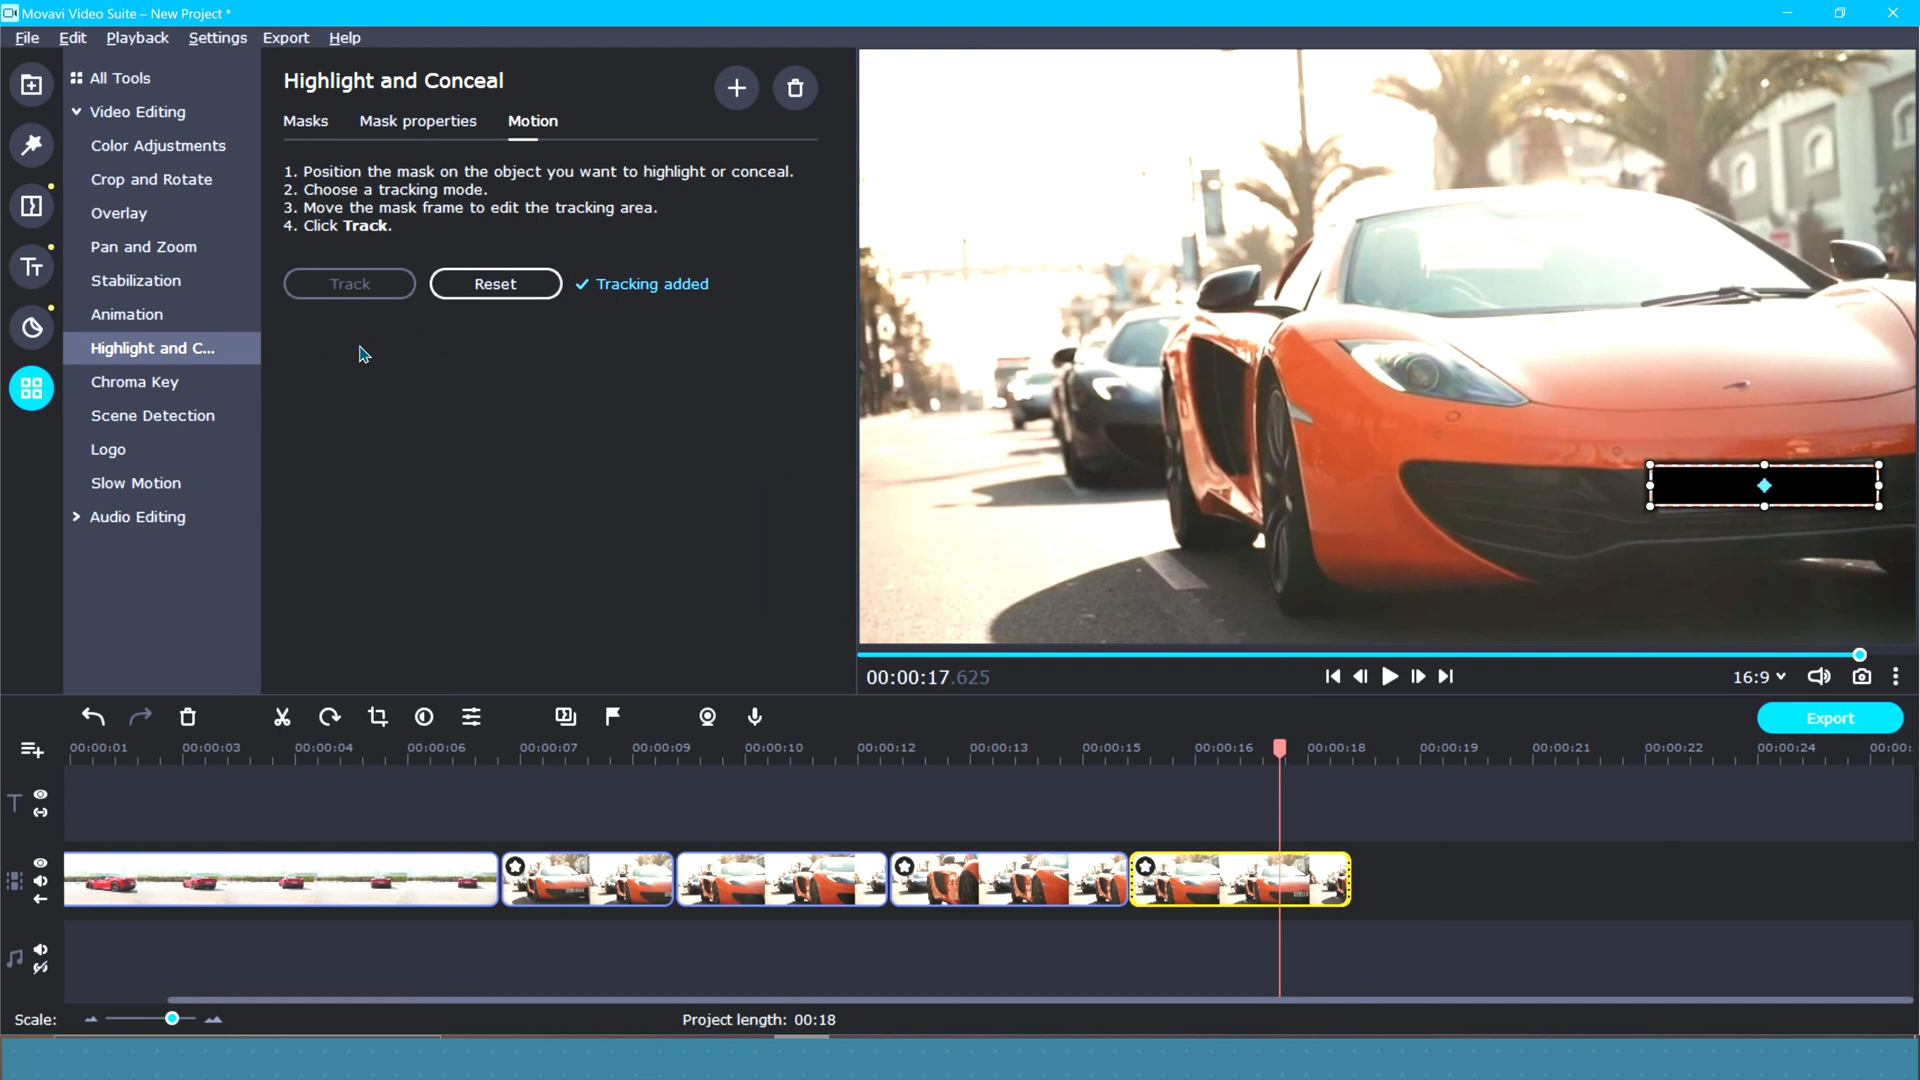 Movavi Video Suite – New Project *
File Edit Playback Settings Export Help
All Tools
Video Editing
Color Adjustments
Crop and Rotate
Overlay
Pan and Zoom
Stabilization
Animation
Highlight and C...
Chroma Key
Scene Detection
Logo
Slow Motion
Audio Editing
Highlight and Conceal
Masks Mask properties Motion
1. Position the mask on the object you want to highlight or conceal.
2. Choose a tracking mode.
3. Move the mask frame to edit the tracking area.
4. Click Track.
Track Reset ✓ Tracking added
00:00:17.625
16:9
Export
00:00:01 00:00:03 00:00:04 00:00:06 00:00:07 00:00:09 00:00:10 00:00:12 00:00:13 00:00:15 00:00:16 00:00:18 00:00:19 00:00:21 00:00:22 00:00:24 00:00:
Scale:
Project length: 00:18